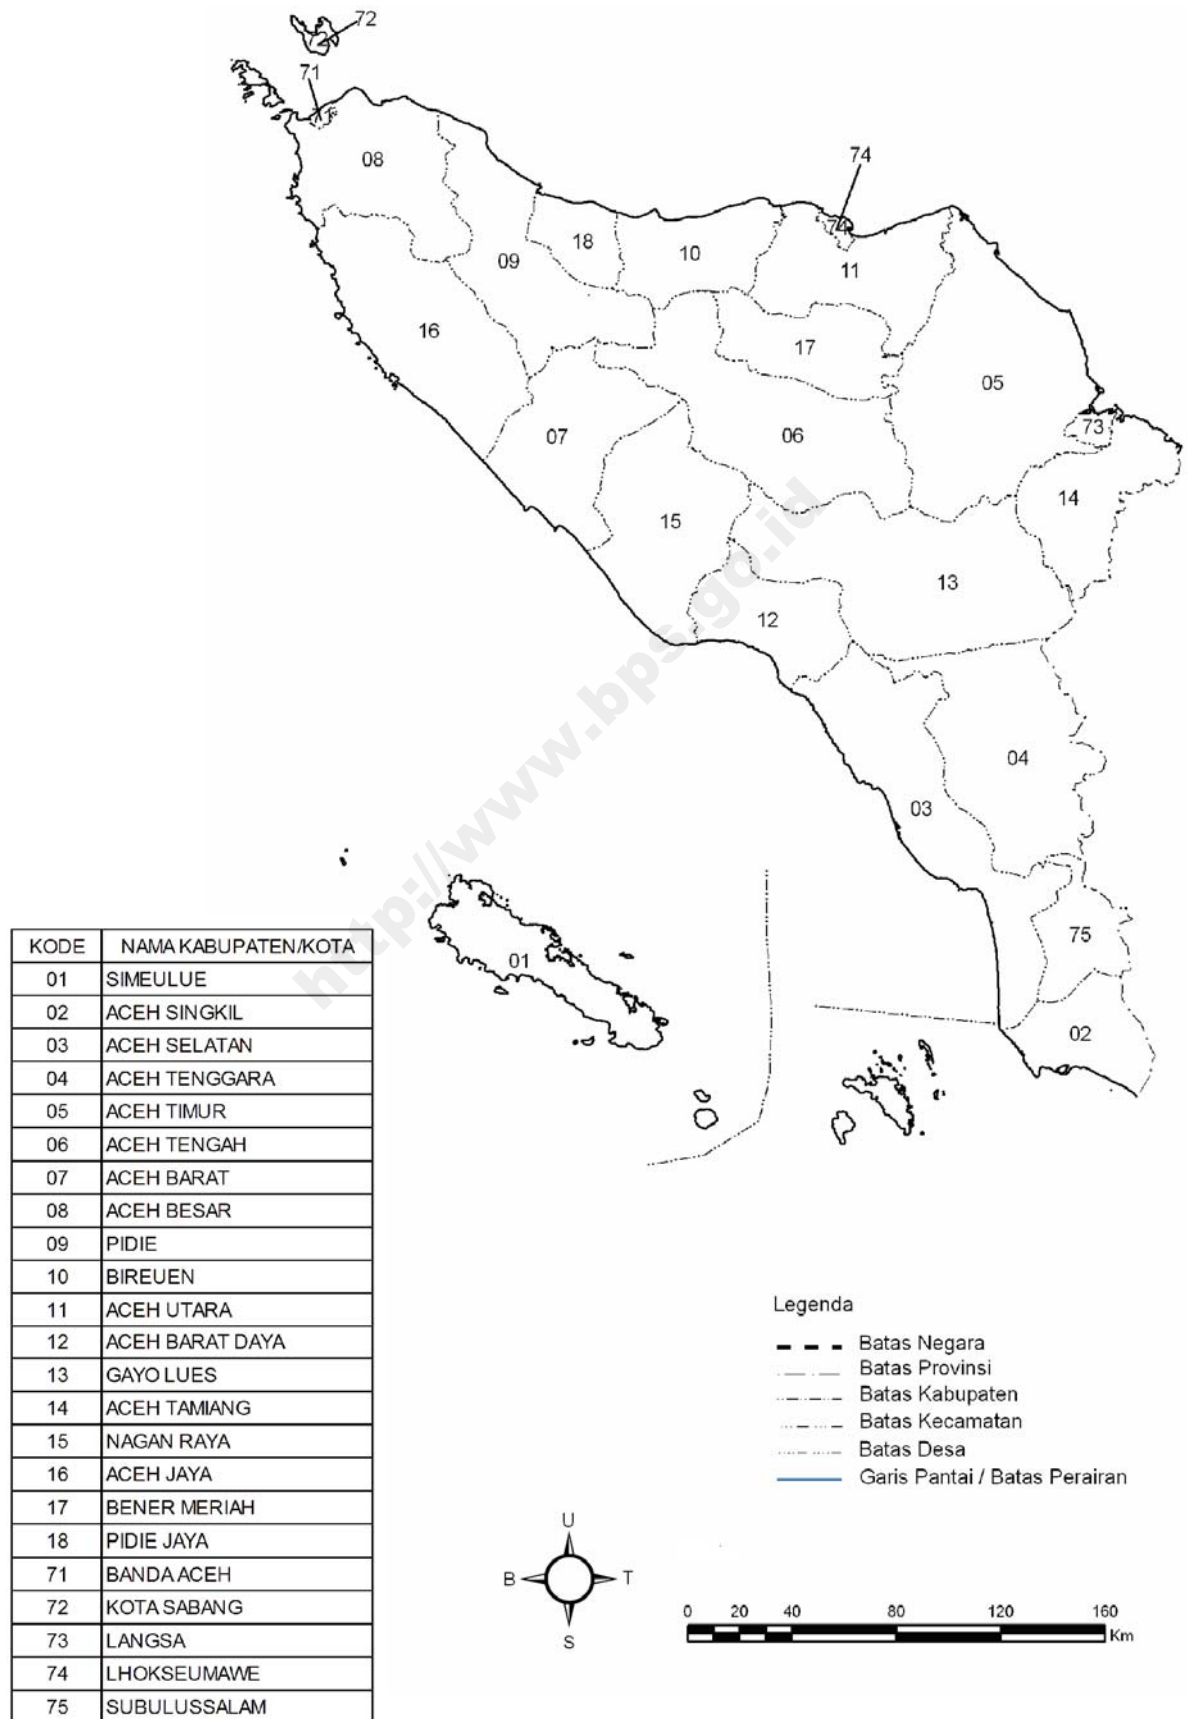 72
71
08
74
18
10
09
11
16
17
05
73
07
06
14
15
13
12
04
03
75
01
02
http://www.bps.go.id
KODE NAMA KABUPATEN/KOTA
01 SIMEULUE
02 ACEH SINGKIL
03 ACEH SELATAN
04 ACEH TENGGARA
05 ACEH TIMUR
06 ACEH TENGAH
07 ACEH BARAT
08 ACEH BESAR
09 PIDIE
10 BIREUEN
11 ACEH UTARA
12 ACEH BARAT DAYA
13 GAYO LUES
14 ACEH TAMIANG
15 NAGAN RAYA
16 ACEH JAYA
17 BENER MERIAH
18 PIDIE JAYA
71 BANDA ACEH
72 KOTA SABANG
73 LANGSA
74 LHOKSEUMAWE
75 SUBULUSSALAM
Legenda
Batas Negara
Batas Provinsi
Batas Kabupaten
Batas Kecamatan
Batas Desa
Garis Pantai / Batas Perairan
U
B T
S
0 20 40 80 120 160
Km